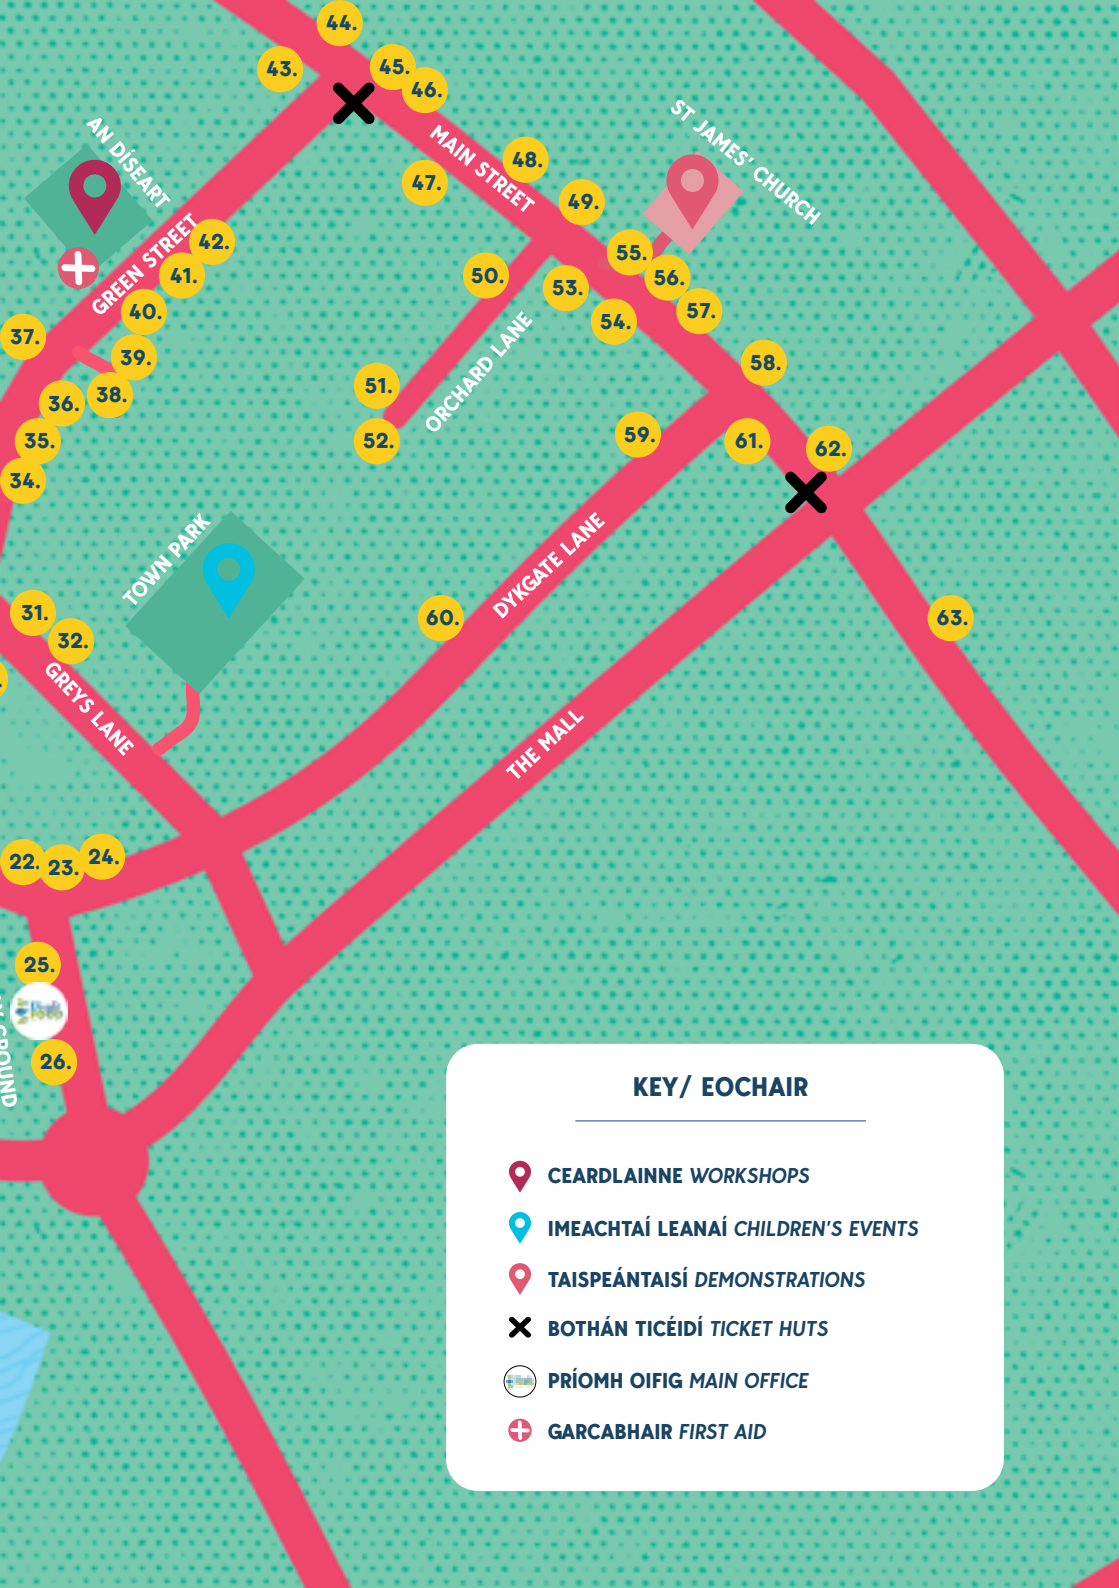 44.
43.
45.
46.
AN DÍSEART
MAIN STREET
ST JAMES' CHURCH
47.
48.
49.
GREEN STREET
42.
41.
40.
50.
53.
54.
55.
56.
57.
37.
39.
38.
36.
35.
34.
51.
52.
ORCHARD LANE
58.
59.
61.
62.
TOWN PARK
DYKGATE LANE
60.
63.
31.
32.
GREYS LANE
THE MALL
22.
23.
24.
25.
26.
GROUND
KEY/ EOCHAIR
CEARDLAINNE WORKSHOPS
IMEACHTAÍ LEANAÍ CHILDREN'S EVENTS
TAISPEÁNTAISÍ DEMONSTRATIONS
BOTHÁN TICÉIDÍ TICKET HUTS
PRÍOMH OIFIG MAIN OFFICE
GARCABHAIR FIRST AID